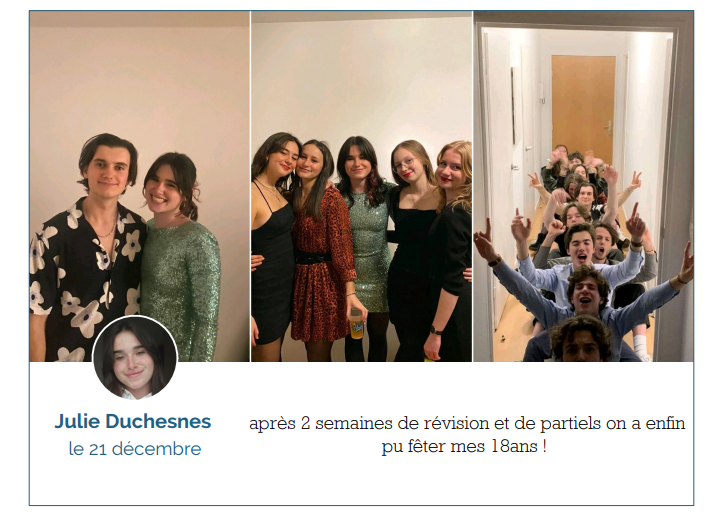 Julie Duchesnes
le 21 décembre
après 2 semaines de révision et de partiels on a enfin
pu fêter mes 18ans !